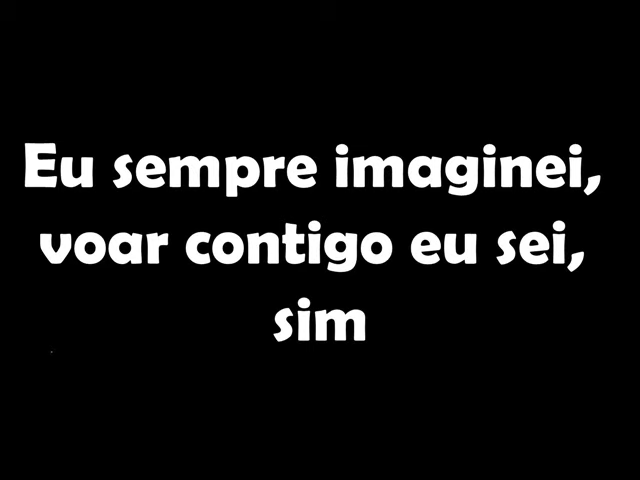 Eu sempre imaginei,
voar contigo eu sei,
sim